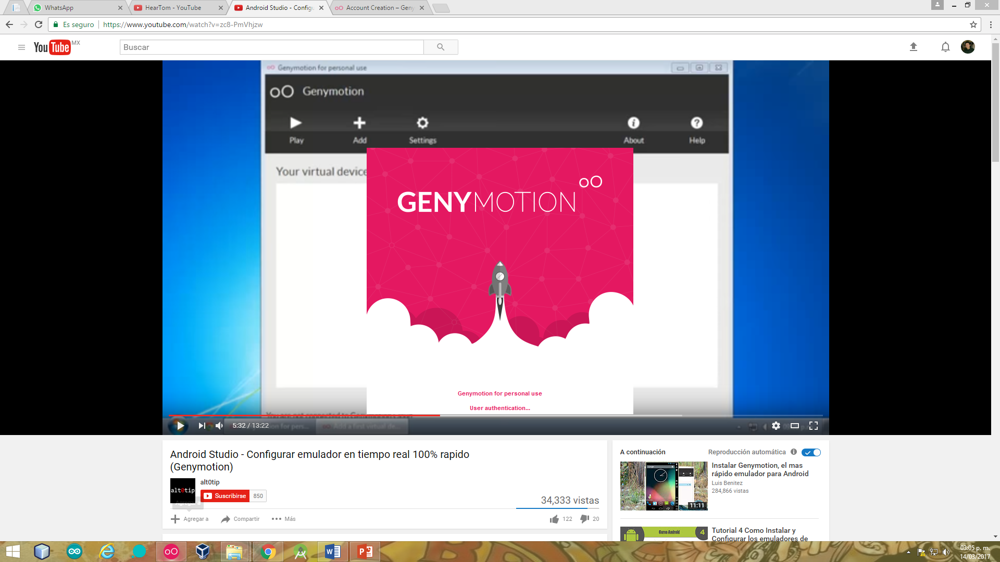 WhatsApp
HearTom - YouTube
Android Studio - Configu
Account Creation – Geny
Es seguro
https://www.youtube.com/watch?v=zc8-PmVhjzw
YouTube MX
Buscar
Genymotion for personal use
Genymotion
Play
Add
Settings
About
Help
Your virtual device
GENYMOTION
Genymotion for personal use
User authentication...
5:32 / 13:22
Android Studio - Configurar emulador en tiempo real 100% rapido
(Genymotion)
alt0tip
alt0tip
Suscribirse
850
34,333 vistas
Agregar a
Compartir
Más
122
20
A continuación
Reproducción automática
Instalar Genymotion, el mas
rápido emulador para Android
Luis Benitez
284,866 vistas
11:11
Curso Android
4
Tutorial 4 Como Instalar y
Configurar los emuladores de
03:05 p. m.
14/03/2017